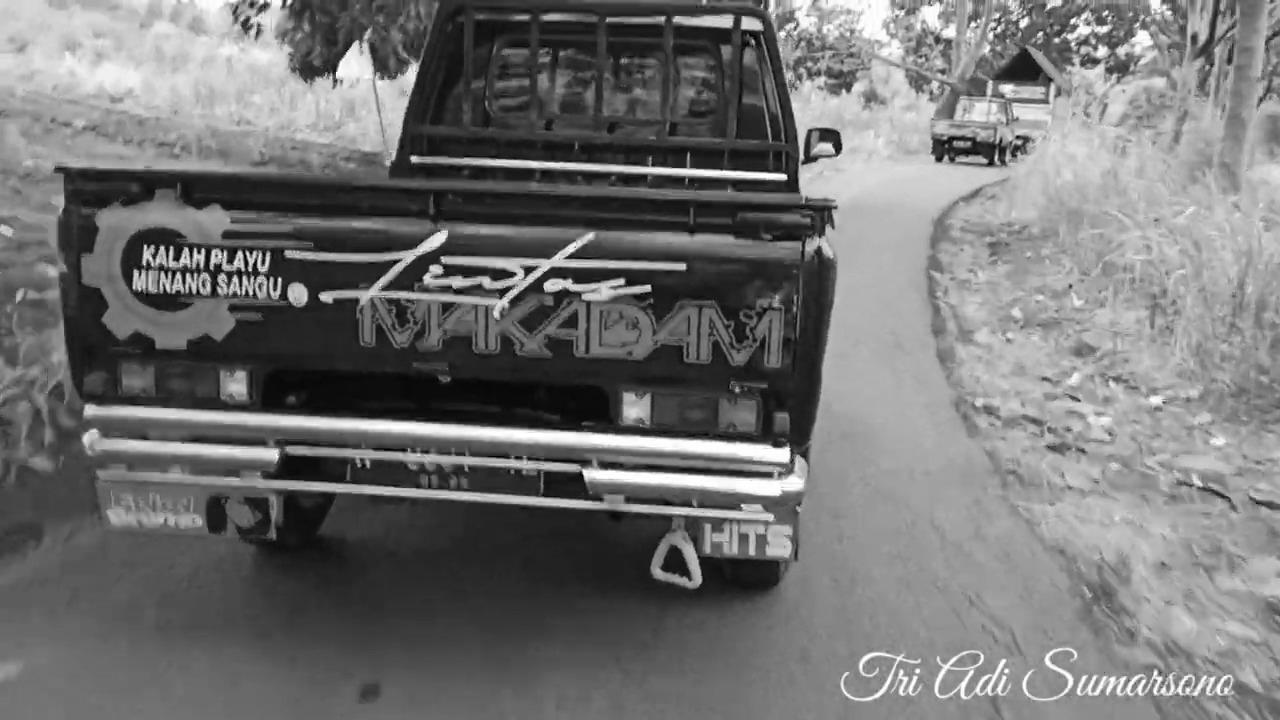 KALAH PLAYU
MENANG SANGU
Lintas
MAKADAM
HITS
Tri Adi Sumarsono